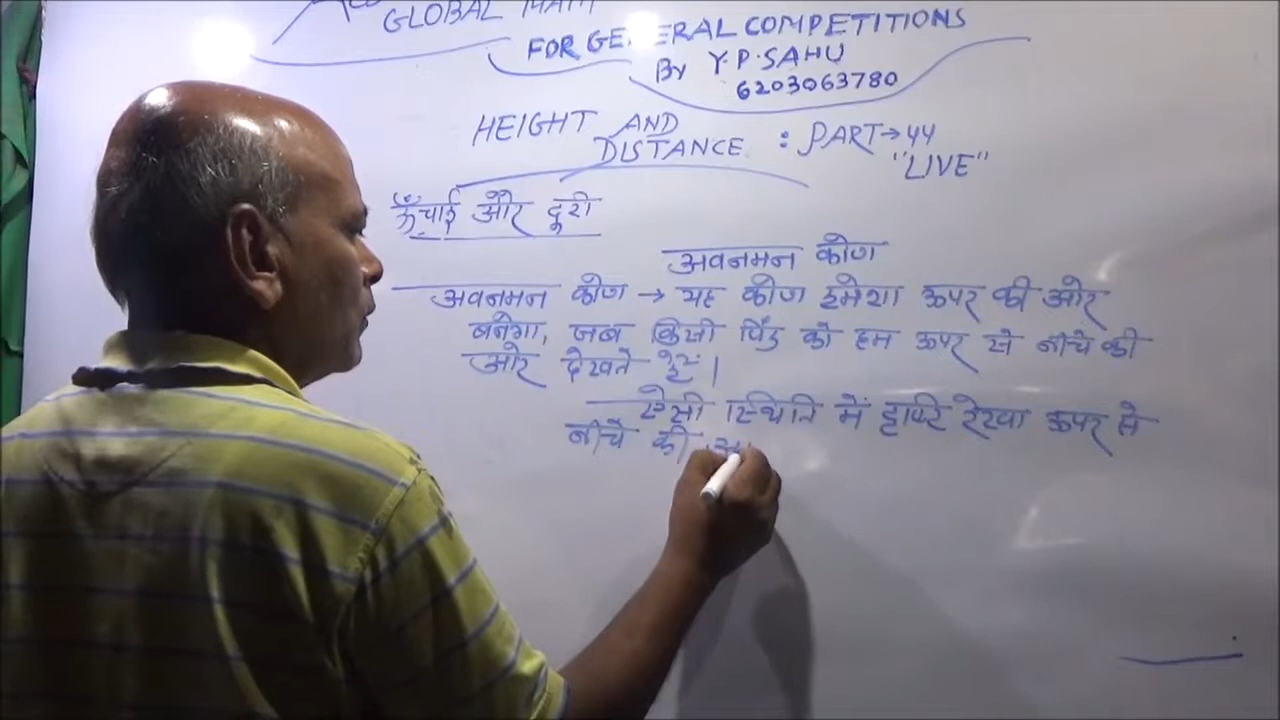 GLOBAL MATH
FOR GENERAL COMPETITIONS
By Y.P.SAHU
6203063780
HEIGHT AND
DISTANCE : PART→44
"LIVE"
ऊँचाई और दूरी
अवनमन कोण
अवनमन कोण → यह कोण हमेशा ऊपर की ओर
बनेगा, जब किसी पिंड को हम ऊपर से नीचे की
ओर देखते हैं।
ऐसी स्थिति में दृष्टि रेखा ऊपर से
नीचे की